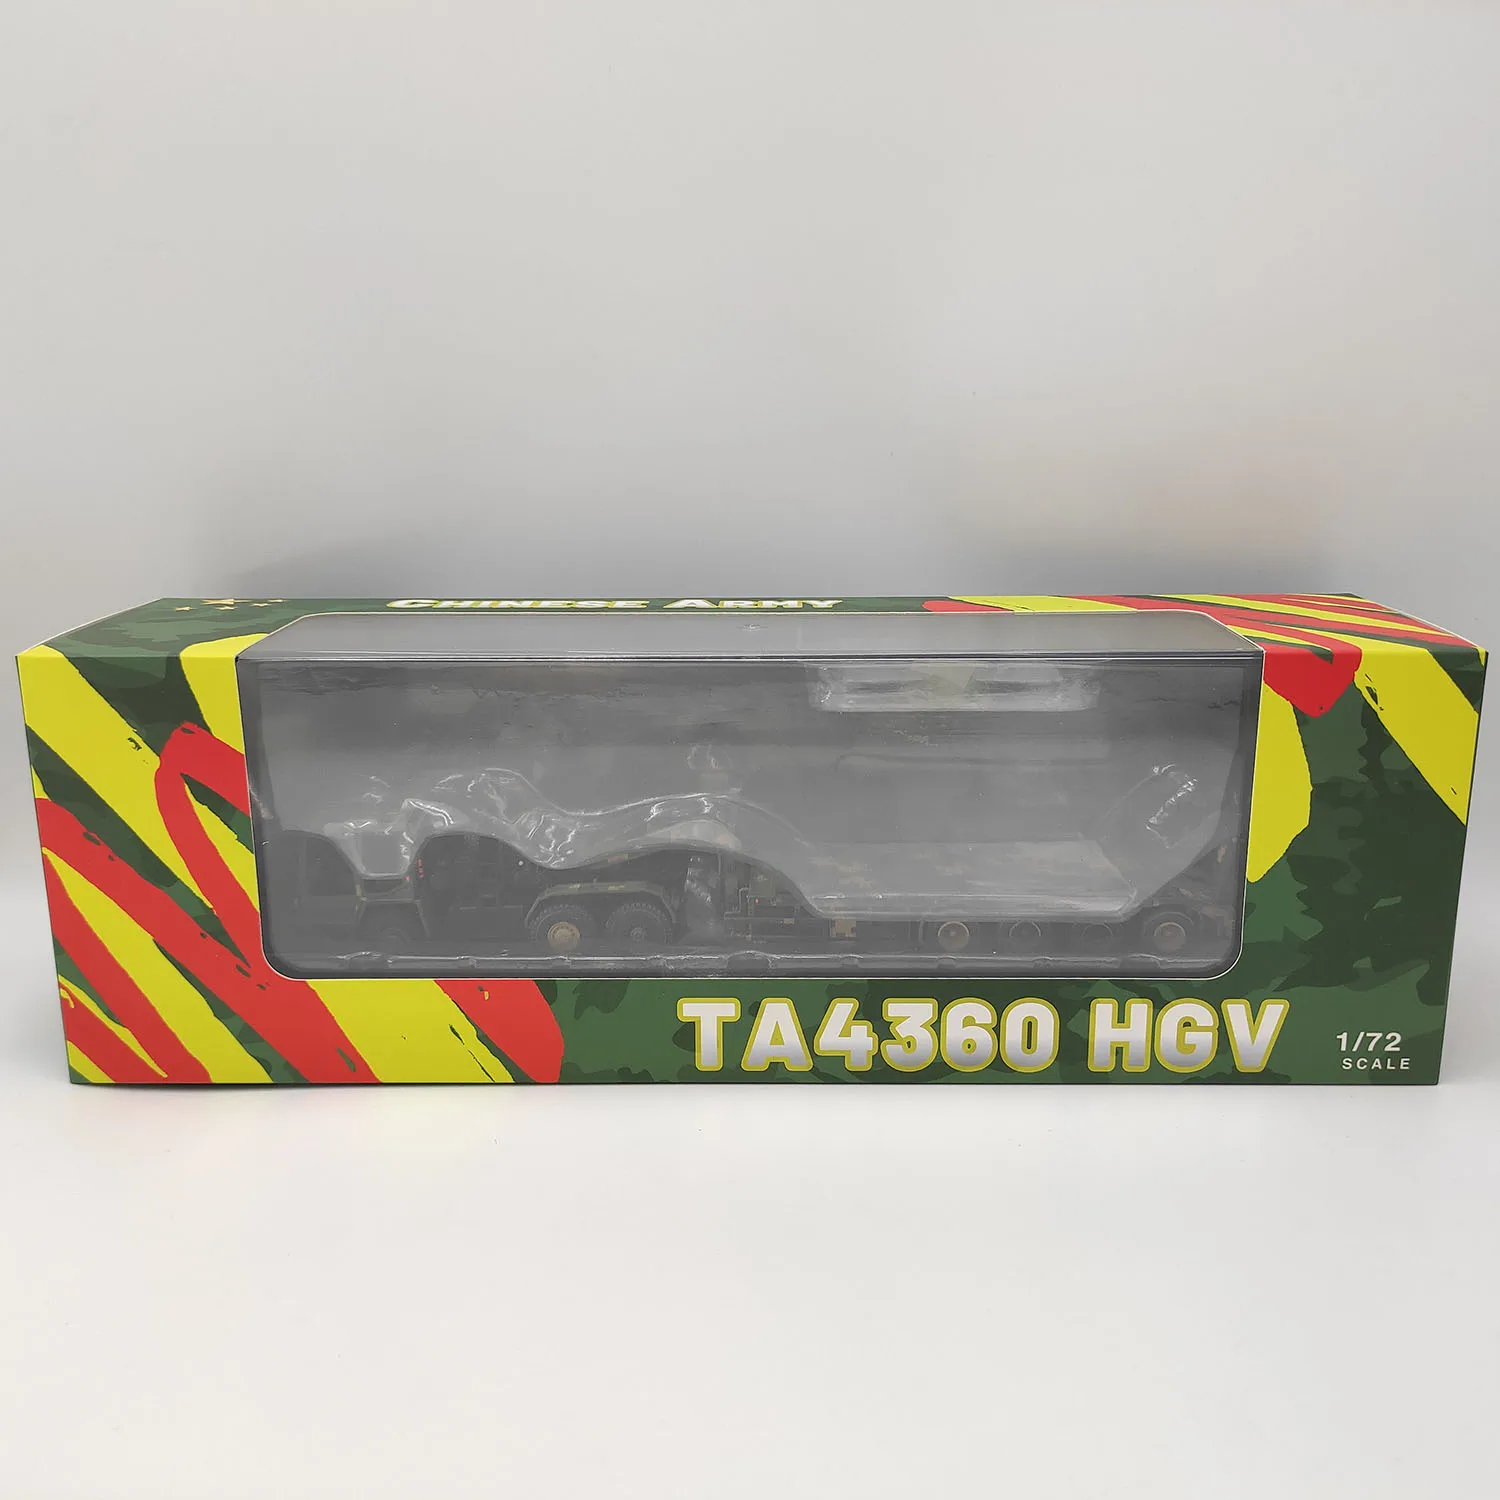 CHINESE ARMY
TA4360 HGV
1/72
SCALE